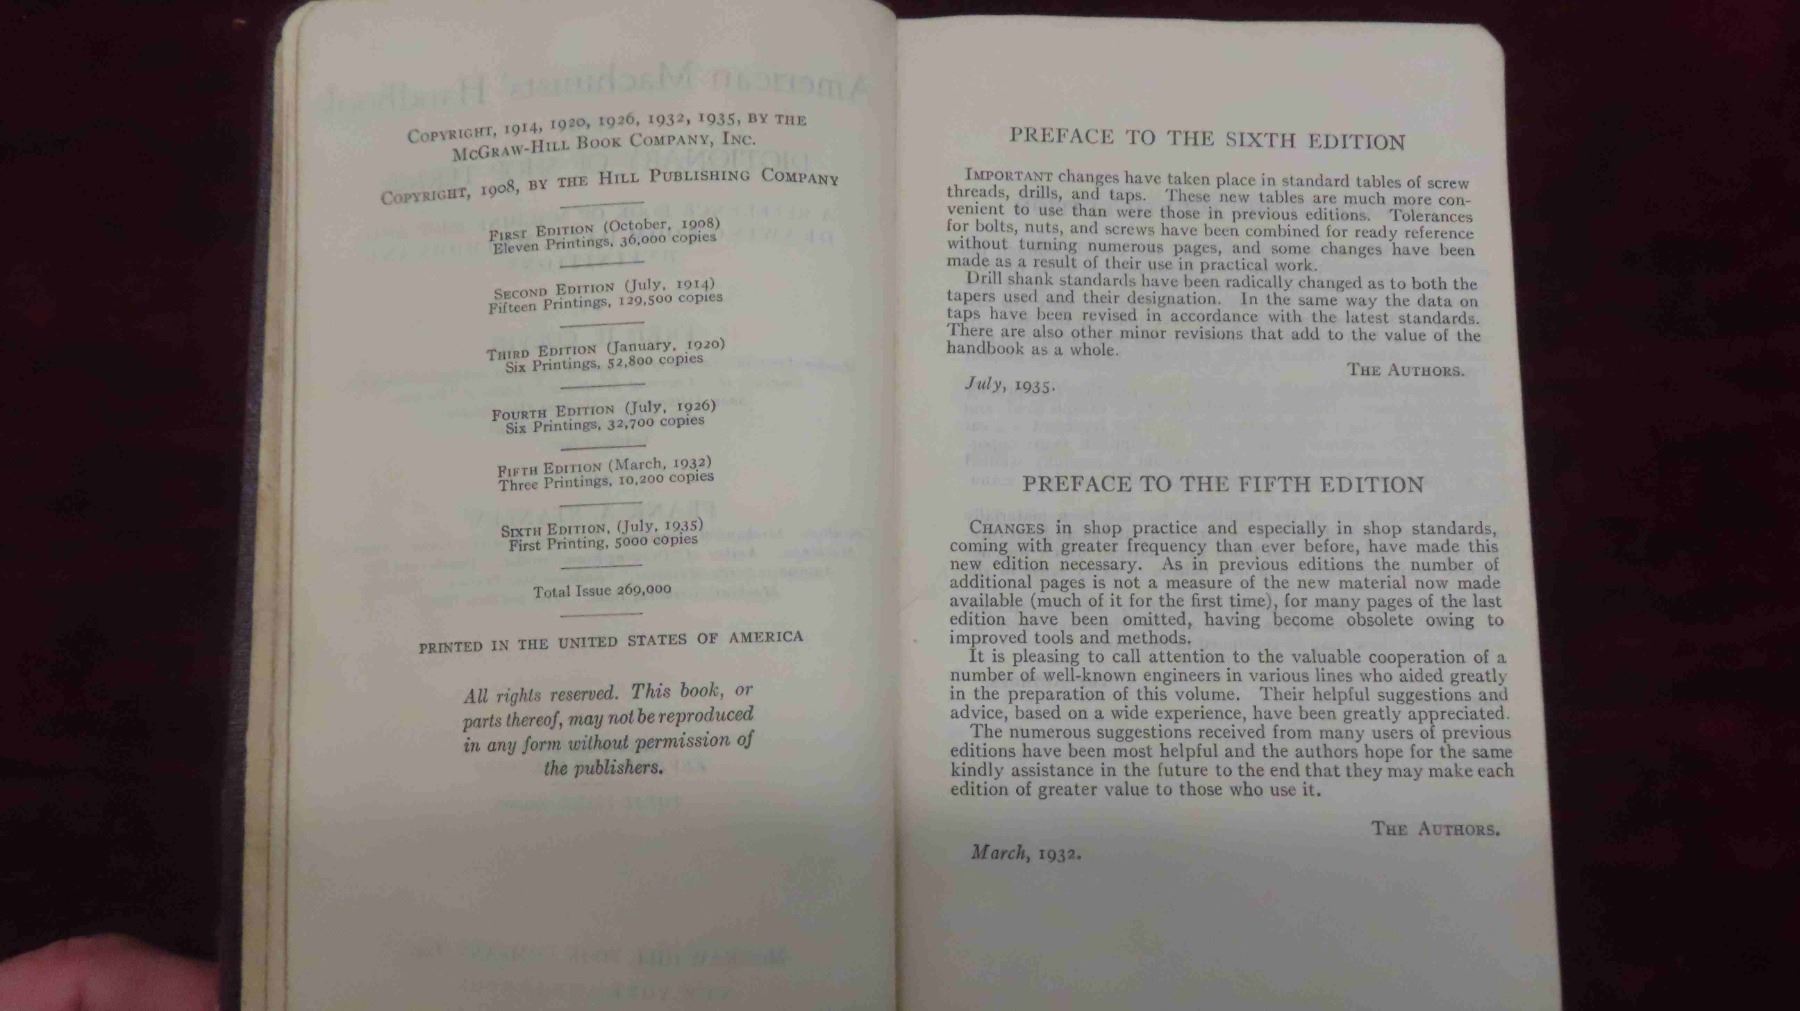 COPYRIGHT, 1914, 1920, 1926, 1932, 1935, BY THE
MCGRAW-HILL BOOK COMPANY, INC.
COPYRIGHT, 1908, BY THE HILL PUBLISHING COMPANY
FIRST EDITION (October, 1908)
Eleven Printings, 36,000 copies
SECOND EDITION (July, 1914)
Fifteen Printings, 129,500 copies
THIRD EDITION (January, 1920)
Six Printings, 52,800 copies
FOURTH EDITION (July, 1926)
Six Printings, 32,700 copies
FIFTH EDITION (March, 1932)
Three Printings, 10,200 copies
SIXTH EDITION, (July, 1935)
First Printing, 5000 copies
Total Issue 269,000
PRINTED IN THE UNITED STATES OF AMERICA
All rights reserved. This book, or
parts thereof, may not be reproduced
in any form without permission of
the publishers.
PREFACE TO THE SIXTH EDITION
IMPORTANT changes have taken place in standard tables of screw
threads, drills, and taps. These new tables are much more con-
venient to use than were those in previous editions. Tolerances
for bolts, nuts, and screws have been combined for ready reference
without turning numerous pages, and some changes have been
made as a result of their use in practical work.
Drill shank standards have been radically changed as to both the
tapers used and their designation. In the same way the data on
taps have been revised in accordance with the latest standards.
There are also other minor revisions that add to the value of the
handbook as a whole.
THE AUTHORS.
July, 1935.
PREFACE TO THE FIFTH EDITION
CHANGES in shop practice and especially in shop standards,
coming with greater frequency than ever before, have made this
new edition necessary. As in previous editions the number of
additional pages is not a measure of the new material now made
available (much of it for the first time), for many pages of the last
edition have been omitted, having become obsolete owing to
improved tools and methods.
It is pleasing to call attention to the valuable cooperation of a
number of well-known engineers in various lines who aided greatly
in the preparation of this volume. Their helpful suggestions and
advice, based on a wide experience, have been greatly appreciated.
The numerous suggestions received from many users of previous
editions have been most helpful and the authors hope for the same
kindly assistance in the future to the end that they may make each
edition of greater value to those who use it.
THE AUTHORS.
March, 1932.